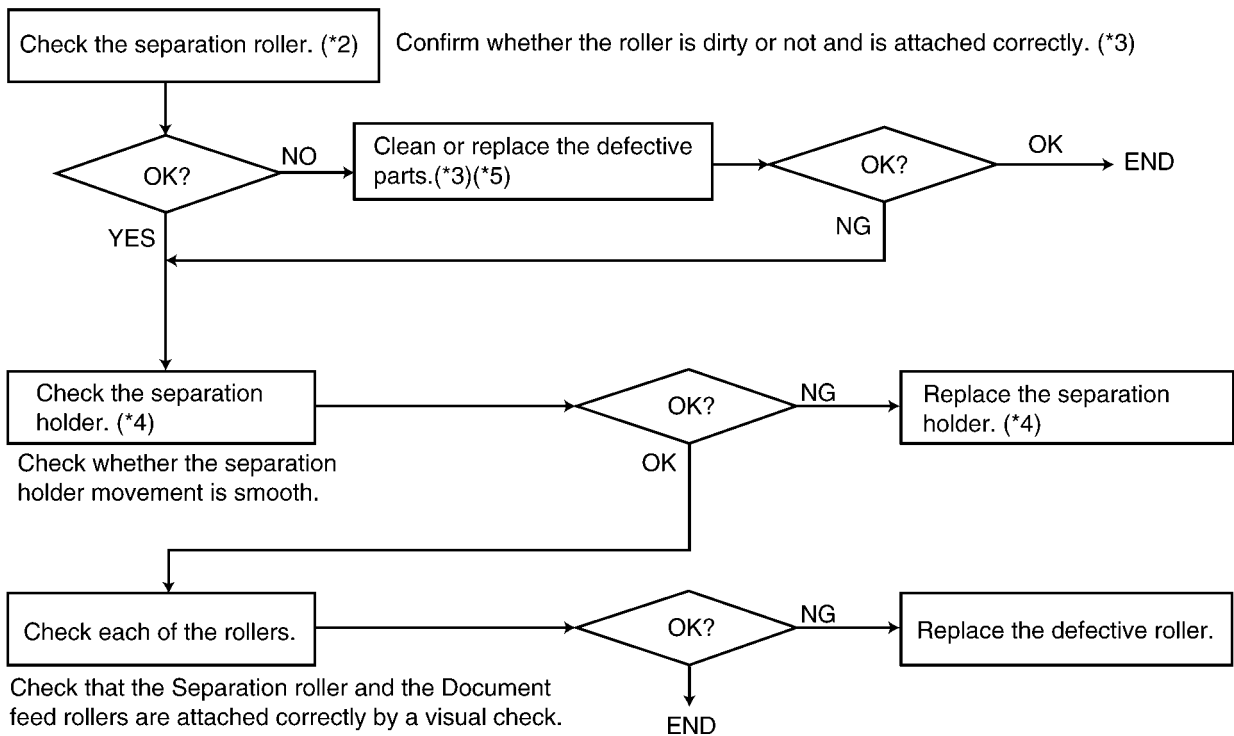 Check the separation roller. (*2)
Confirm whether the roller is dirty or not and is attached correctly. (*3)
OK?
NO
Clean or replace the defective
parts.(*3)(*5)
OK?
OK
END
YES
NG
Check the separation
holder. (*4)
OK?
NG
Replace the separation
holder. (*4)
Check whether the separation
holder movement is smooth.
OK
Check each of the rollers.
OK?
NG
Replace the defective roller.
Check that the Separation roller and the Document
feed rollers are attached correctly by a visual check.
END